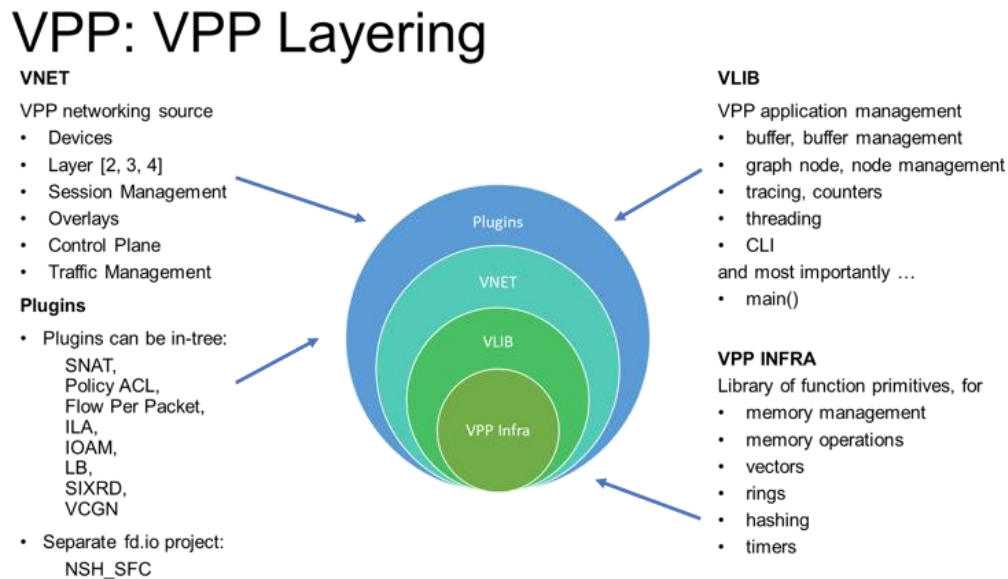 VPP: VPP Layering
VNET
VPP networking source
• Devices
• Layer [2, 3, 4]
• Session Management
• Overlays
• Control Plane
• Traffic Management
Plugins
• Plugins can be in-tree:
SNAT,
Policy ACL,
Flow Per Packet,
ILA,
IOAM,
LB,
SIXRD,
VCGN
• Separate fd.io project:
NSH_SFC
Plugins
VNET
VLIB
VPP Infra
VLIB
VPP application management
• buffer, buffer management
• graph node, node management
• tracing, counters
• threading
• CLI
and most importantly …
• main()
VPP INFRA
Library of function primitives, for
• memory management
• memory operations
• vectors
• rings
• hashing
• timers